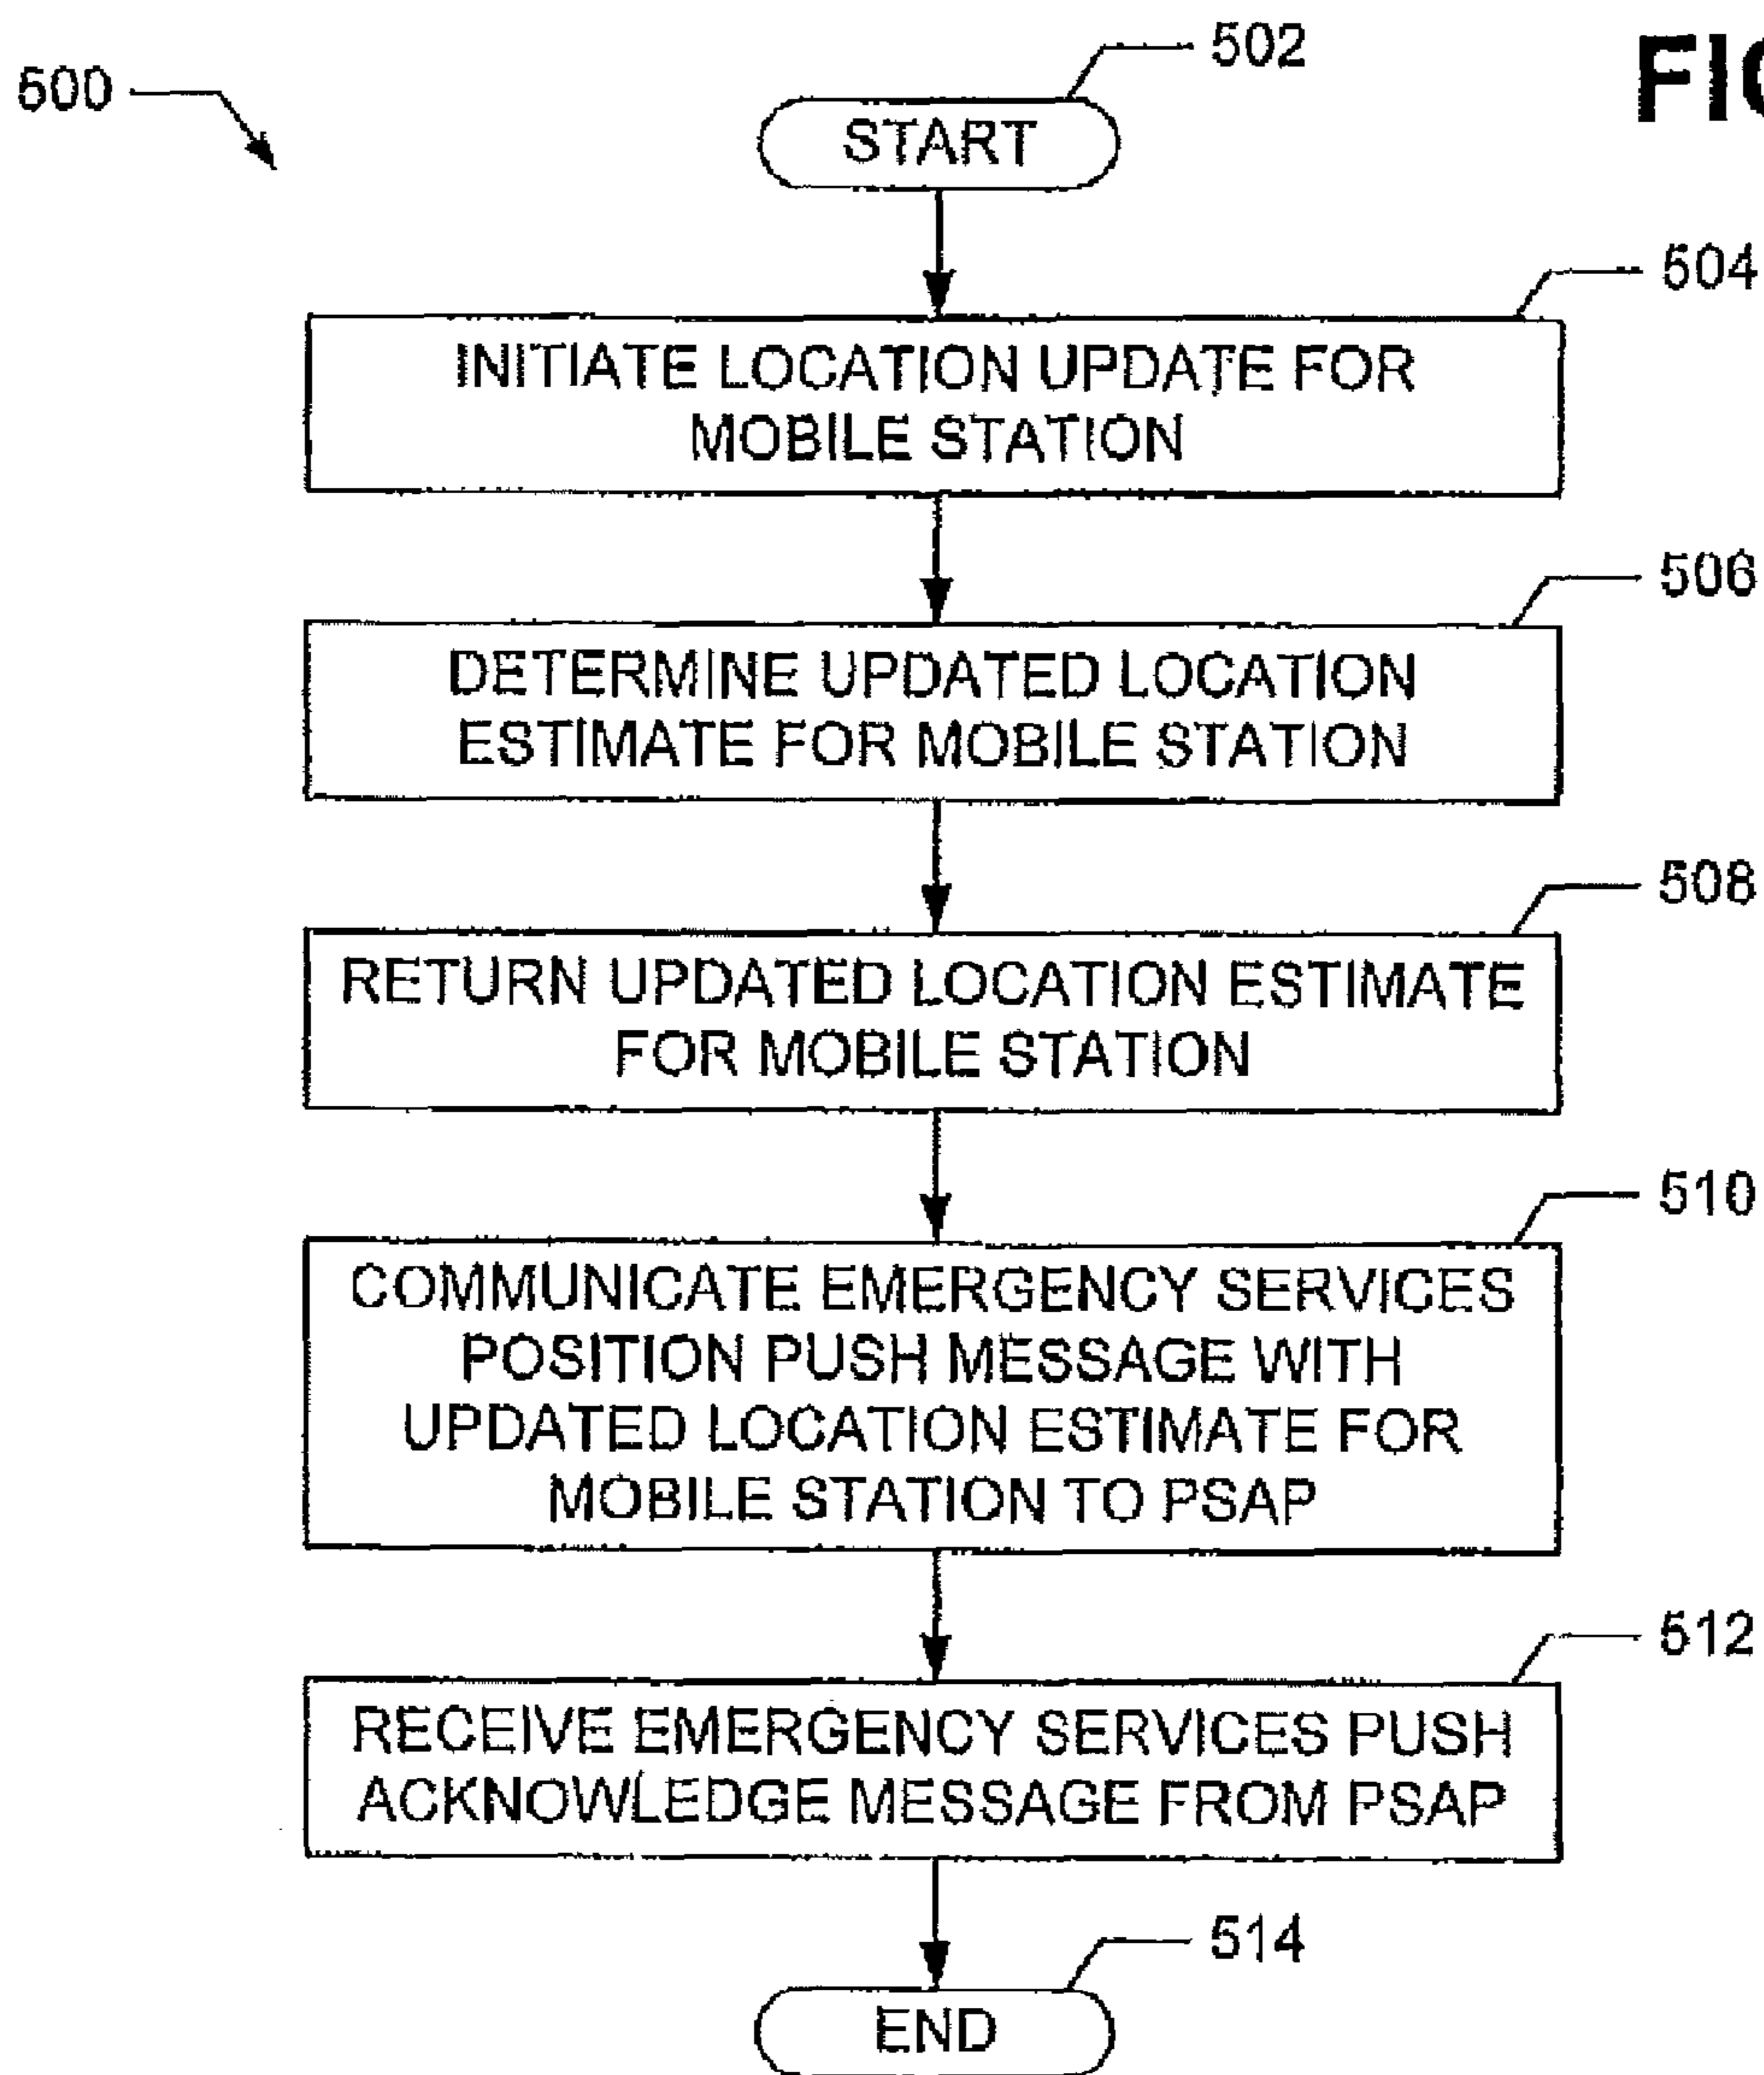 502
FIG
500
START
504
INITIATE LOCATION UPDATE FOR
MOBILE STATION
506
DETERMINE UPDATED LOCATION
ESTIMATE FOR MOBILE STATION
508
RETURN UPDATED LOCATION ESTIMATE
FOR MOBILE STATION
510
COMMUNICATE EMERGENCY SERVICES
POSITION PUSH MESSAGE WITH
UPDATED LOCATION ESTIMATE FOR
MOBILE STATION TO PSAP
512
RECEIVE EMERGENCY SERVICES PUSH
ACKNOWLEDGE MESSAGE FROM PSAP
514
END